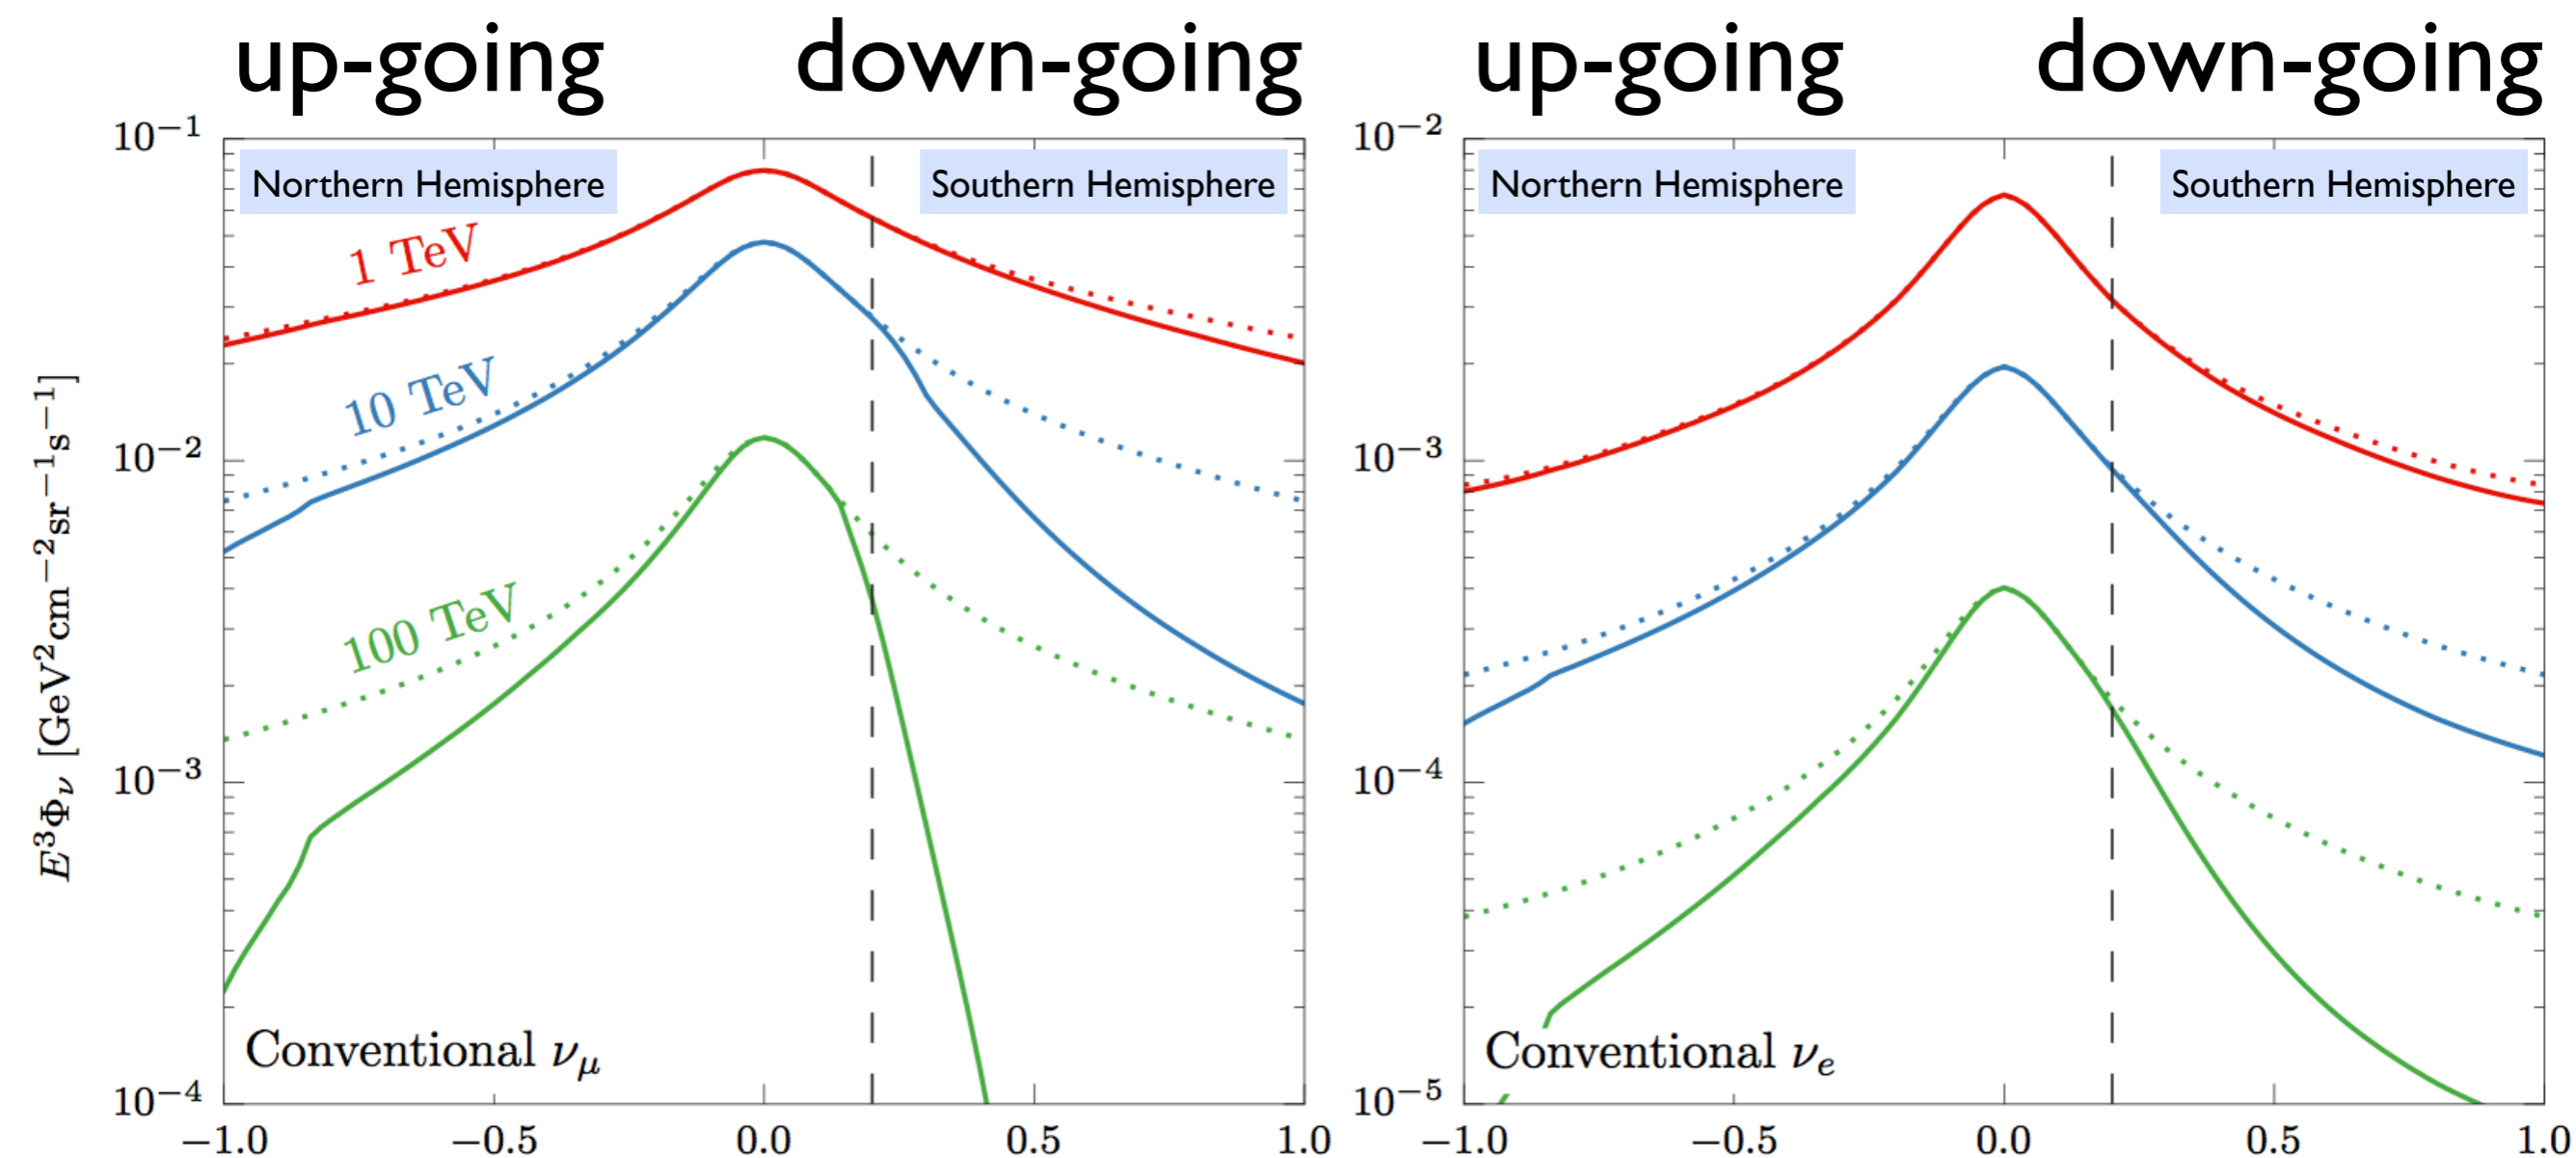 up-going down-going
Northern Hemisphere Southern Hemisphere
1 TeV
10 TeV
100 TeV
Conventional ν_μ
E³Φ_ν [GeV²cm⁻²sr⁻¹s⁻¹]
10⁻¹
10⁻²
10⁻³
10⁻⁴
−1.0 −0.5 0.0 0.5 1.0
up-going down-going
Northern Hemisphere Southern Hemisphere
Conventional ν_e
10⁻²
10⁻³
10⁻⁴
10⁻⁵
−1.0 −0.5 0.0 0.5 1.0